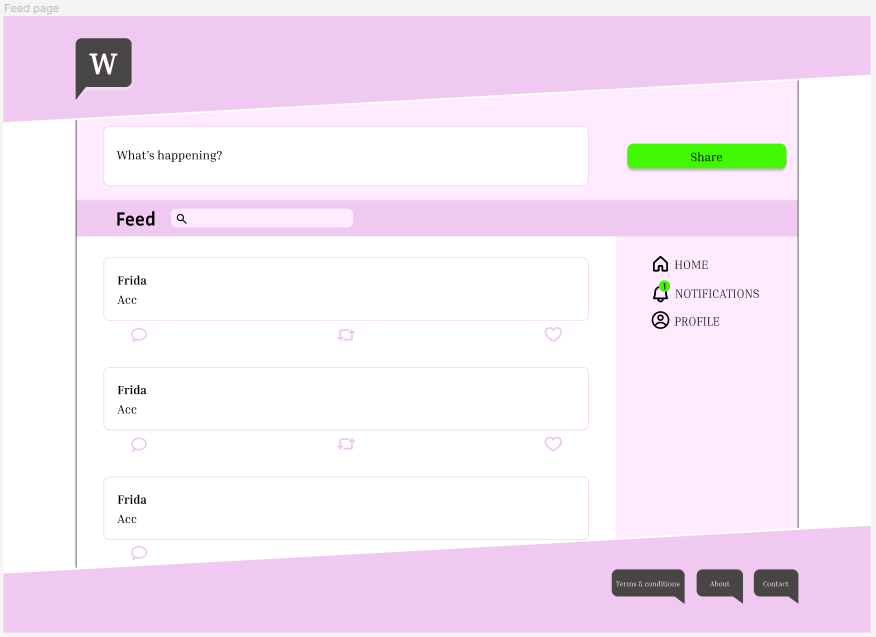 Feed page
W
What's happening?
Share
Feed
Frida
Acc
Frida
Acc
Frida
Acc
HOME
1
NOTIFICATIONS
PROFILE
Terms & conditions
About
Contact